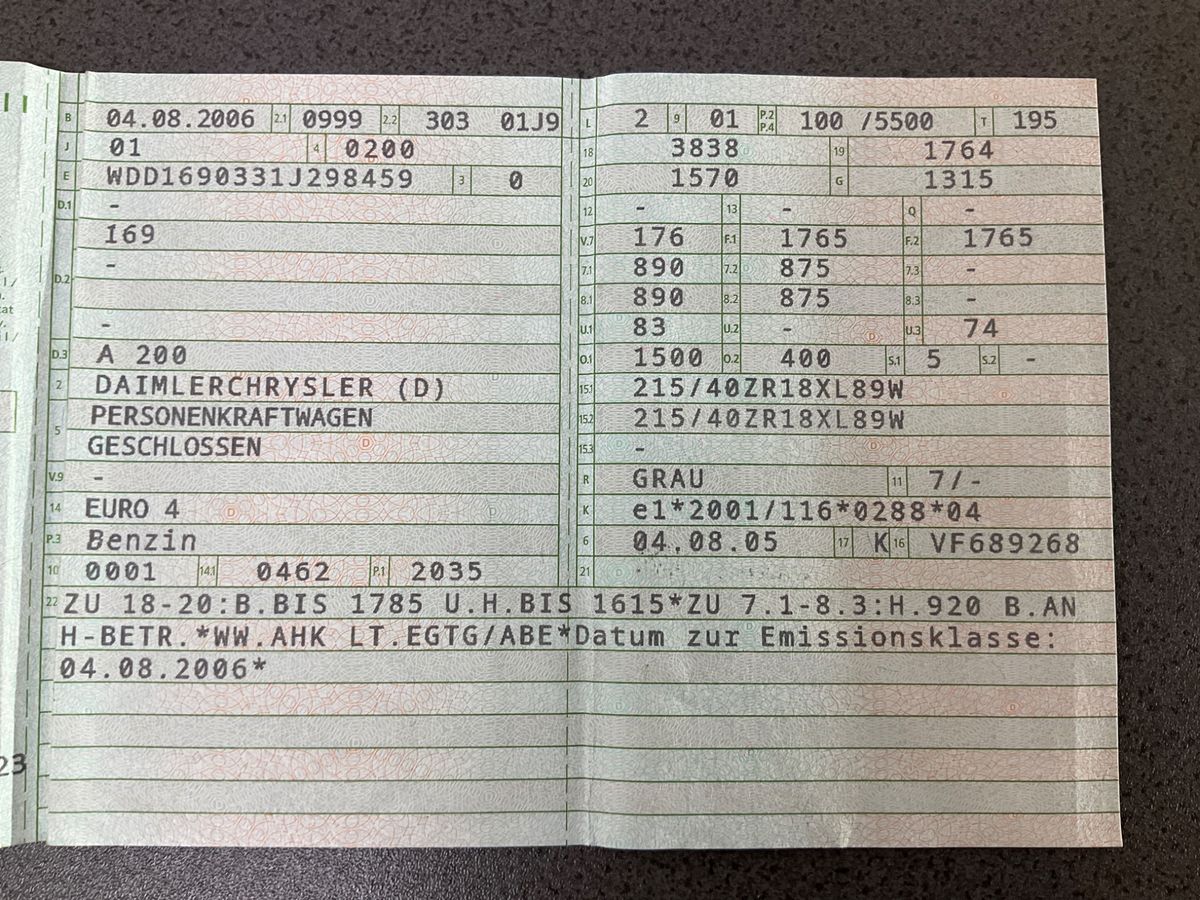 B 04.08.2006 2.1 0999 2.2 303 01J9 L 2 9 01 P.2 P.4 100 /5500 T 195
J 01 4 0200 18 3838 19 1764
E WDD1690331J298459 3 0 20 1570 G 1315
D.1 - 12 - 13 - Q -
D.2 169 V.7 176 F.1 1765 F.2 1765
- 7.1 890 7.2 875 7.3 -
8.1 890 8.2 875 8.3 -
- U.1 83 U.2 - U.3 74
D.3 A 200 O.1 1500 O.2 400 S.1 5 S.2 -
2 DAIMLERCHRYSLER (D) 15.1 215/40ZR18XL89W
5 PERSONENKRAFTWAGEN 15.2 215/40ZR18XL89W
GESCHLOSSEN 15.3 -
V.9 - R GRAU 11 7/-
14 EURO 4 K e1*2001/116*0288*04
P.3 Benzin 6 04.08.05 17 K 16 VF689268
10 0001 14.1 0462 P.1 2035 21
22 ZU 18-20:B.BIS 1785 U.H.BIS 1615*ZU 7.1-8.3:H.920 B.AN
H-BETR.*WW.AHK LT.EGTG/ABE*Datum zur Emissionsklasse:
04.08.2006*
23